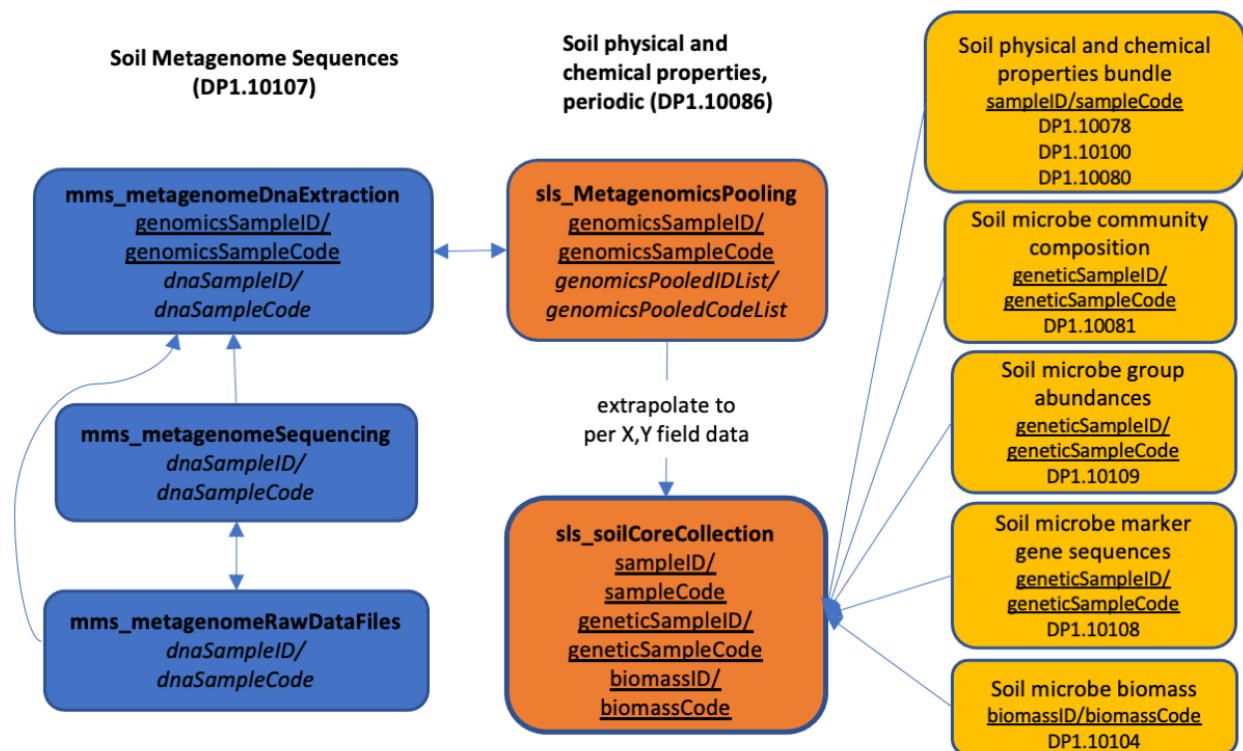 Soil Metagenome Sequences
(DP1.10107)
mms_metagenomeDnaExtraction
genomicsSampleID/
genomicsSampleCode
dnaSampleID/
dnaSampleCode
mms_metagenomeSequencing
dnaSampleID/
dnaSampleCode
mms_metagenomeRawDataFiles
dnaSampleID/
dnaSampleCode
Soil physical and
chemical properties,
periodic (DP1.10086)
sls_MetagenomicsPooling
genomicsSampleID/
genomicsSampleCode
genomicsPooledIDList/
genomicsPooledCodeList
extrapolate to
per X,Y field data
sls_soilCoreCollection
sampleID/
sampleCode
geneticSampleID/
geneticSampleCode
biomassID/
biomassCode
Soil physical and chemical
properties bundle
sampleID/sampleCode
DP1.10078
DP1.10100
DP1.10080
Soil microbe community
composition
geneticSampleID/
geneticSampleCode
DP1.10081
Soil microbe group
abundances
geneticSampleID/
geneticSampleCode
DP1.10109
Soil microbe marker
gene sequences
geneticSampleID/
geneticSampleCode
DP1.10108
Soil microbe biomass
biomassID/biomassCode
DP1.10104